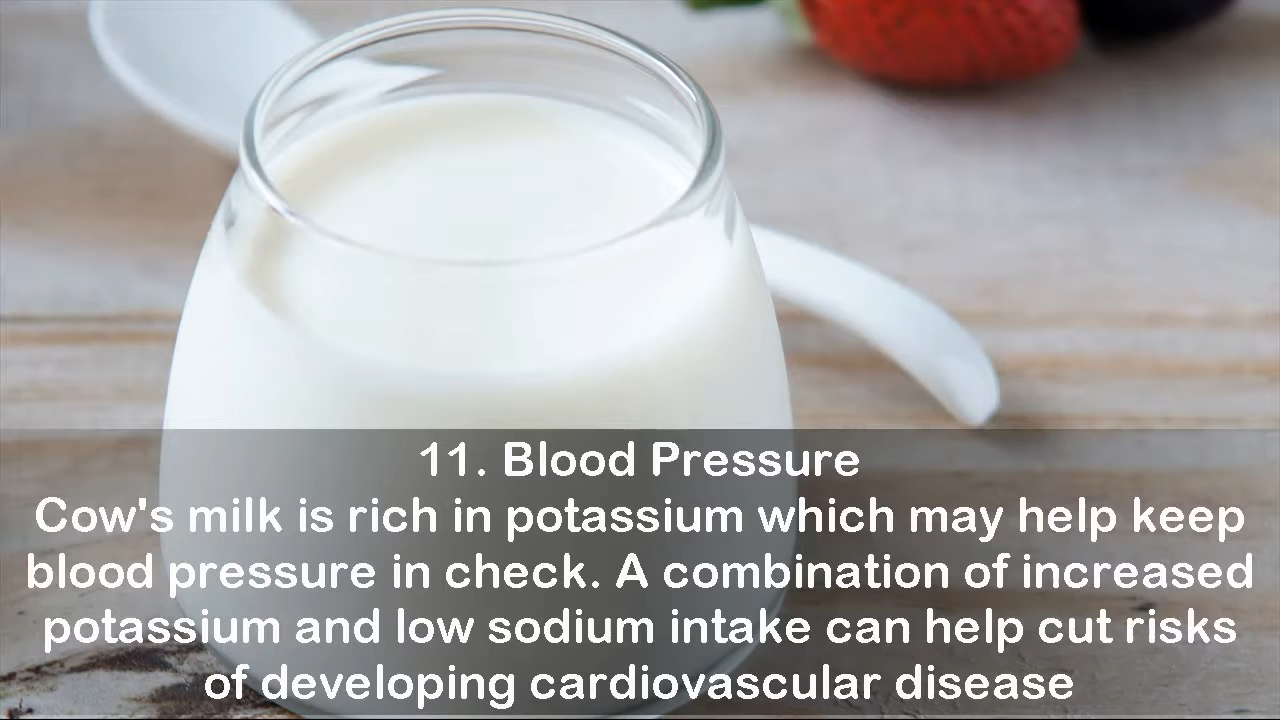 11. Blood Pressure
Cow's milk is rich in potassium which may help keep
blood pressure in check. A combination of increased
potassium and low sodium intake can help cut risks
of developing cardiovascular disease